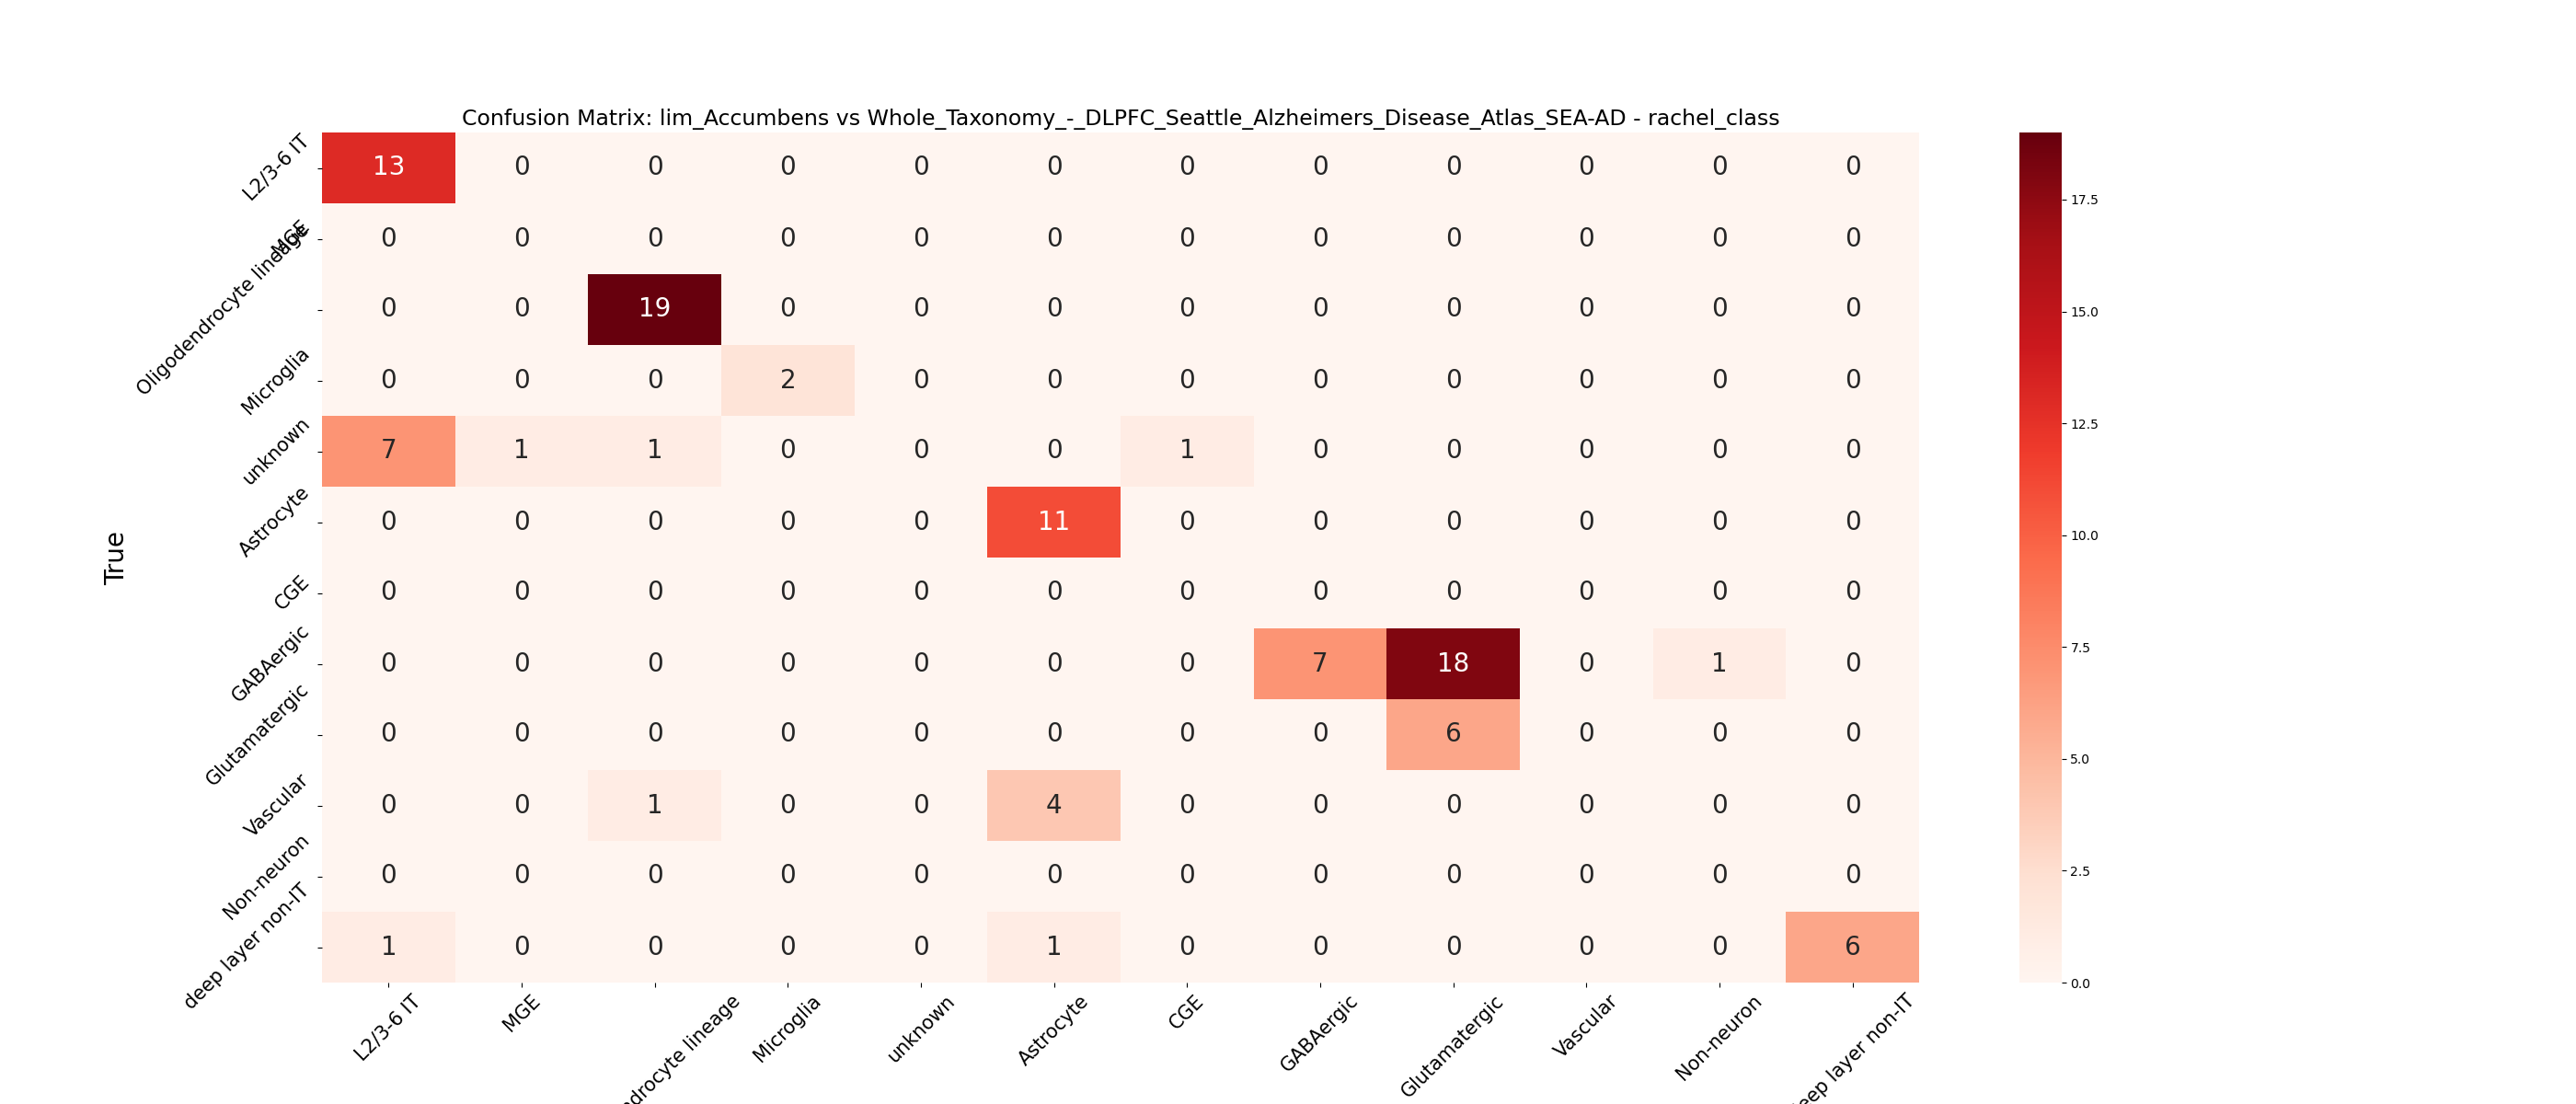 Confusion Matrix: lim_Accumbens vs Whole_Taxonomy_-_DLPFC_Seattle_Alzheimers_Disease_Atlas_SEA-AD - rachel_class
True
L2/3-6 IT 13 0 0 0 0 0 0 0 0 0 0 0
MGE 0 0 0 0 0 0 0 0 0 0 0 0
Oligodendrocyte lineage 0 0 19 0 0 0 0 0 0 0 0 0
Microglia 0 0 0 2 0 0 0 0 0 0 0 0
unknown 7 1 1 0 0 0 1 0 0 0 0 0
Astrocyte 0 0 0 0 0 11 0 0 0 0 0 0
CGE 0 0 0 0 0 0 0 0 0 0 0 0
GABAergic 0 0 0 0 0 0 0 7 18 0 1 0
Glutamatergic 0 0 0 0 0 0 0 0 6 0 0 0
Vascular 0 0 1 0 0 4 0 0 0 0 0 0
Non-neuron 0 0 0 0 0 0 0 0 0 0 0 0
deep layer non-IT 1 0 0 0 0 1 0 0 0 0 0 6
L2/3-6 IT
MGE
lineage
Microglia
unknown
Astrocyte
CGE
GABAergic
Glutamatergic
Vascular
Non-neuron
layer non-IT
17.5
15.0
12.5
10.0
7.5
5.0
2.5
0.0